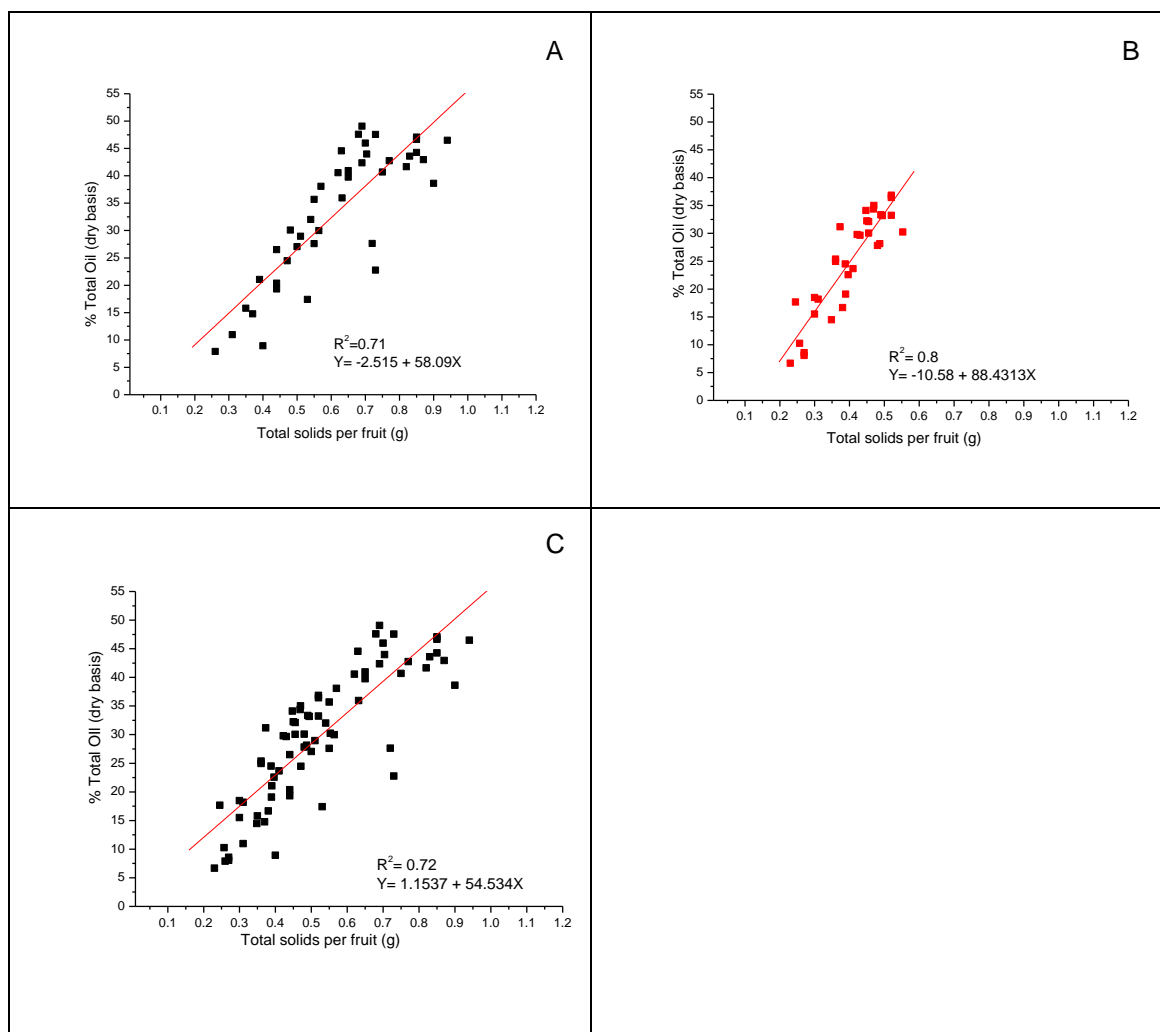 A
55
50
45
40
35
30
25
20
15
10
5
0
% Total Oil (dry basis)
R²=0.71
Y= -2.515 + 58.09X
0.1 0.2 0.3 0.4 0.5 0.6 0.7 0.8 0.9 1.0 1.1 1.2
Total solids per fruit (g)
B
55
50
45
40
35
30
25
20
15
10
5
0
% Total Oil (dry basis)
R²= 0.8
Y= -10.58 + 88.4313X
0.1 0.2 0.3 0.4 0.5 0.6 0.7 0.8 0.9 1.0 1.1 1.2
Total solids per fruit (g)
C
55
50
45
40
35
30
25
20
15
10
5
0
% Total OIl (dry basis)
R²= 0.72
Y= 1.1537 + 54.534X
0.1 0.2 0.3 0.4 0.5 0.6 0.7 0.8 0.9 1.0 1.1 1.2
Total solids per fruit (g)